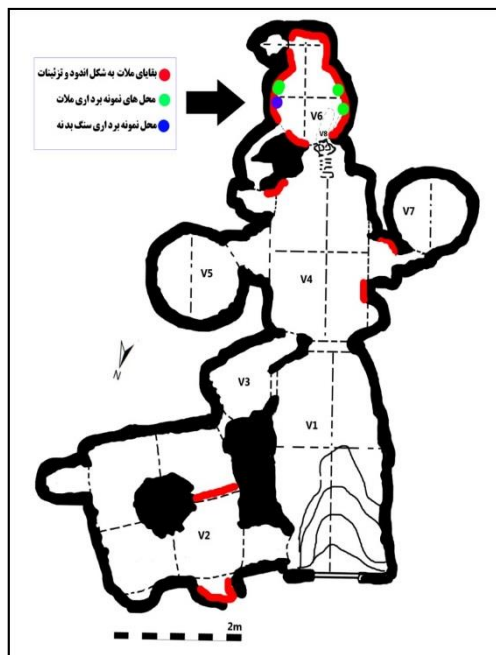 بقایای ملات به شکل اندود و تزئینات
محل های نمونه برداری ملات
محل نمونه برداری سنگ بدنه
V6
V8
V7
V5
V4
N
V3
V1
V2
2m